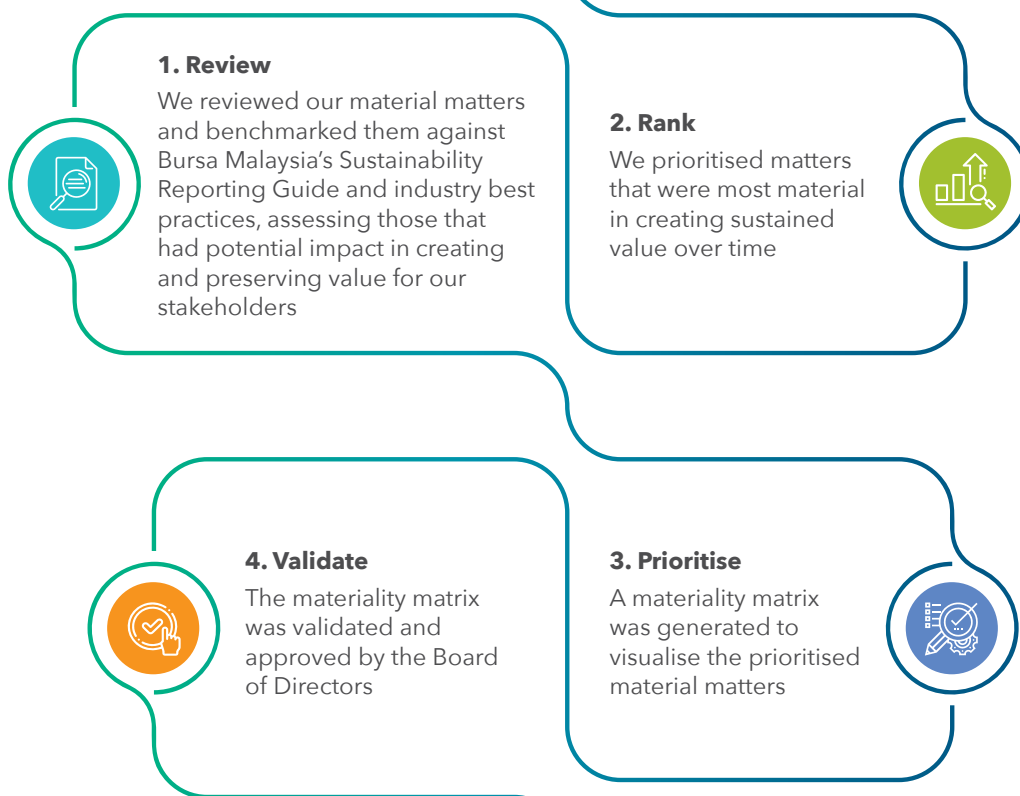 1. Review
We reviewed our material matters
and benchmarked them against
Bursa Malaysia's Sustainability
Reporting Guide and industry best
practices, assessing those that
had potential impact in creating
and preserving value for our
stakeholders
2. Rank
We prioritised matters
that were most material
in creating sustained
value over time
3. Prioritise
A materiality matrix
was generated to
visualise the prioritised
material matters
4. Validate
The materiality matrix
was validated and
approved by the Board
of Directors